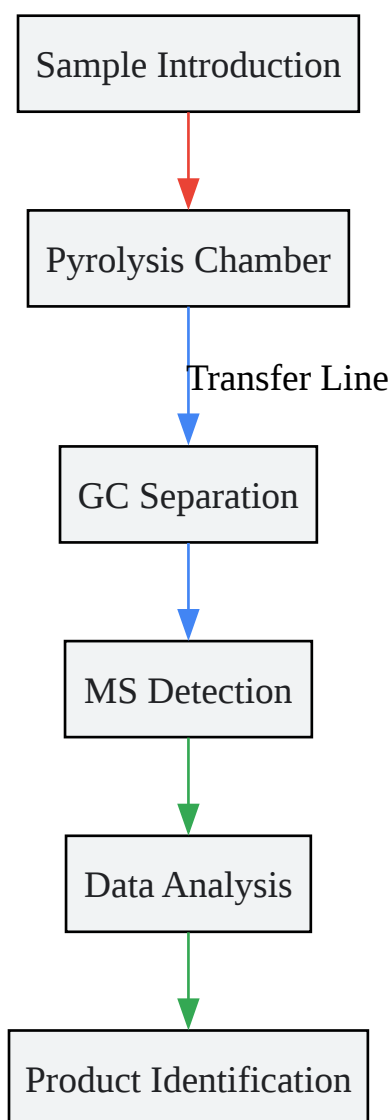 Sample Introduction
Pyrolysis Chamber
Transfer Line
GC Separation
MS Detection
Data Analysis
Product Identification